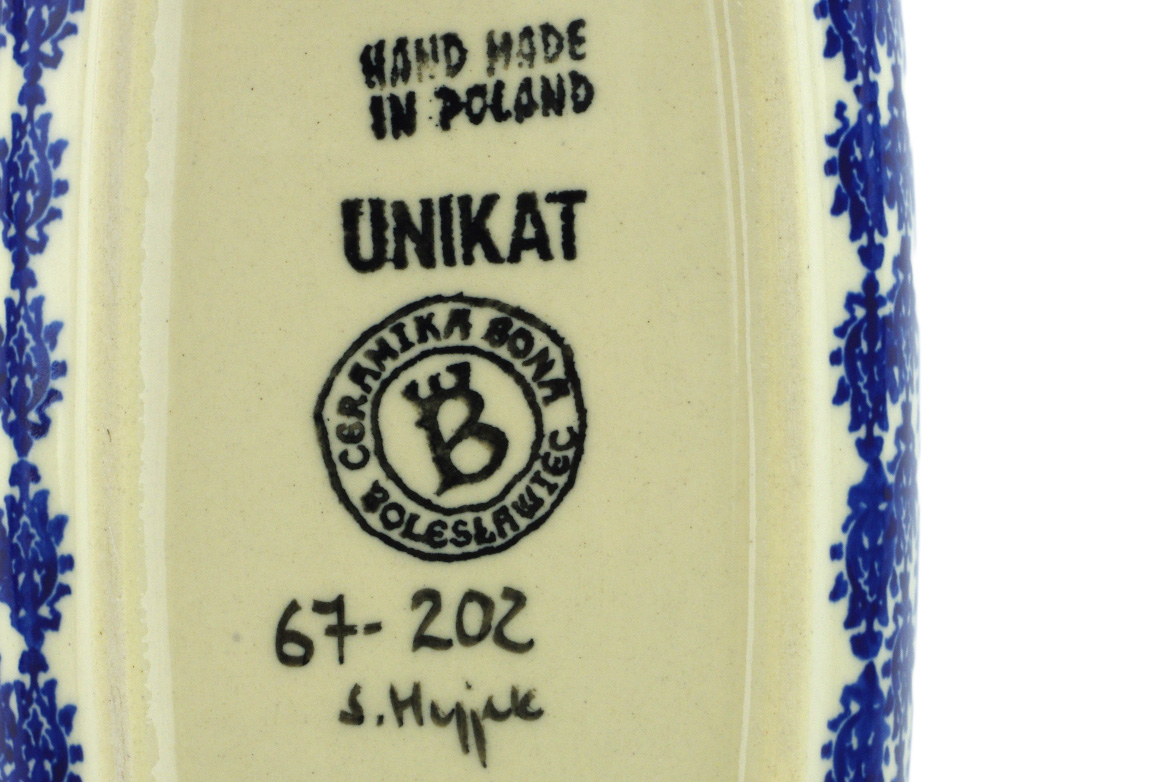 HAND MADE
IN POLAND
UNIKAT
CERAMIKA BONA
BOLESŁAWIEC
B
67-202
S.